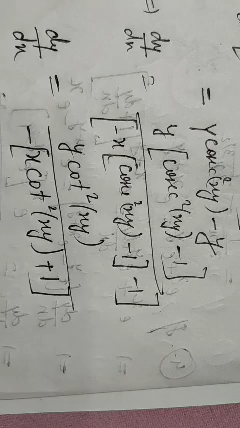 ⇒ dy/dx = y cosec²(xy) - y
y [cosec²(xy) - 1] / [-x [cosec²(xy) - 1] - 1]
dy/dx = y cot²(xy) / -[x cot²(xy) + 1]